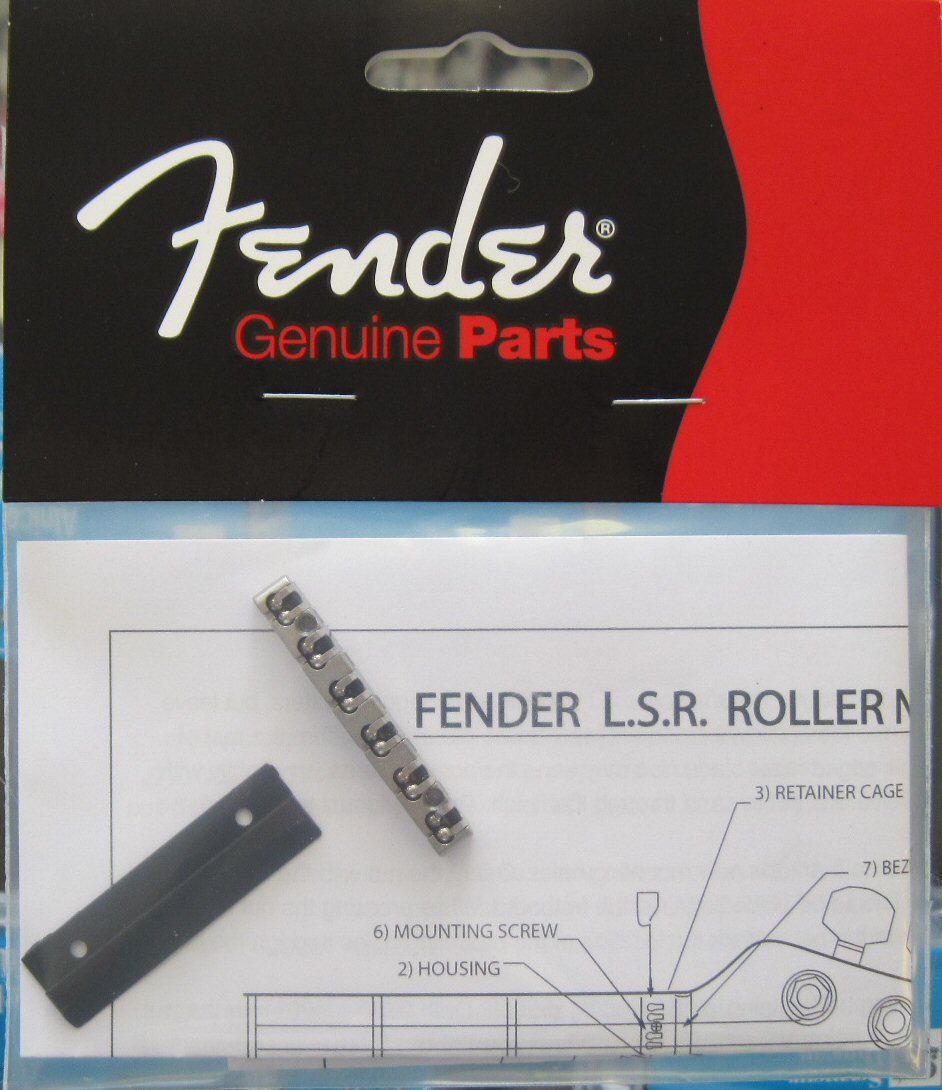 Fender®
Genuine Parts
FENDER L.S.R. ROLLER
3) RETAINER CAGE
7) BEZ
6) MOUNTING SCREW
2) HOUSING